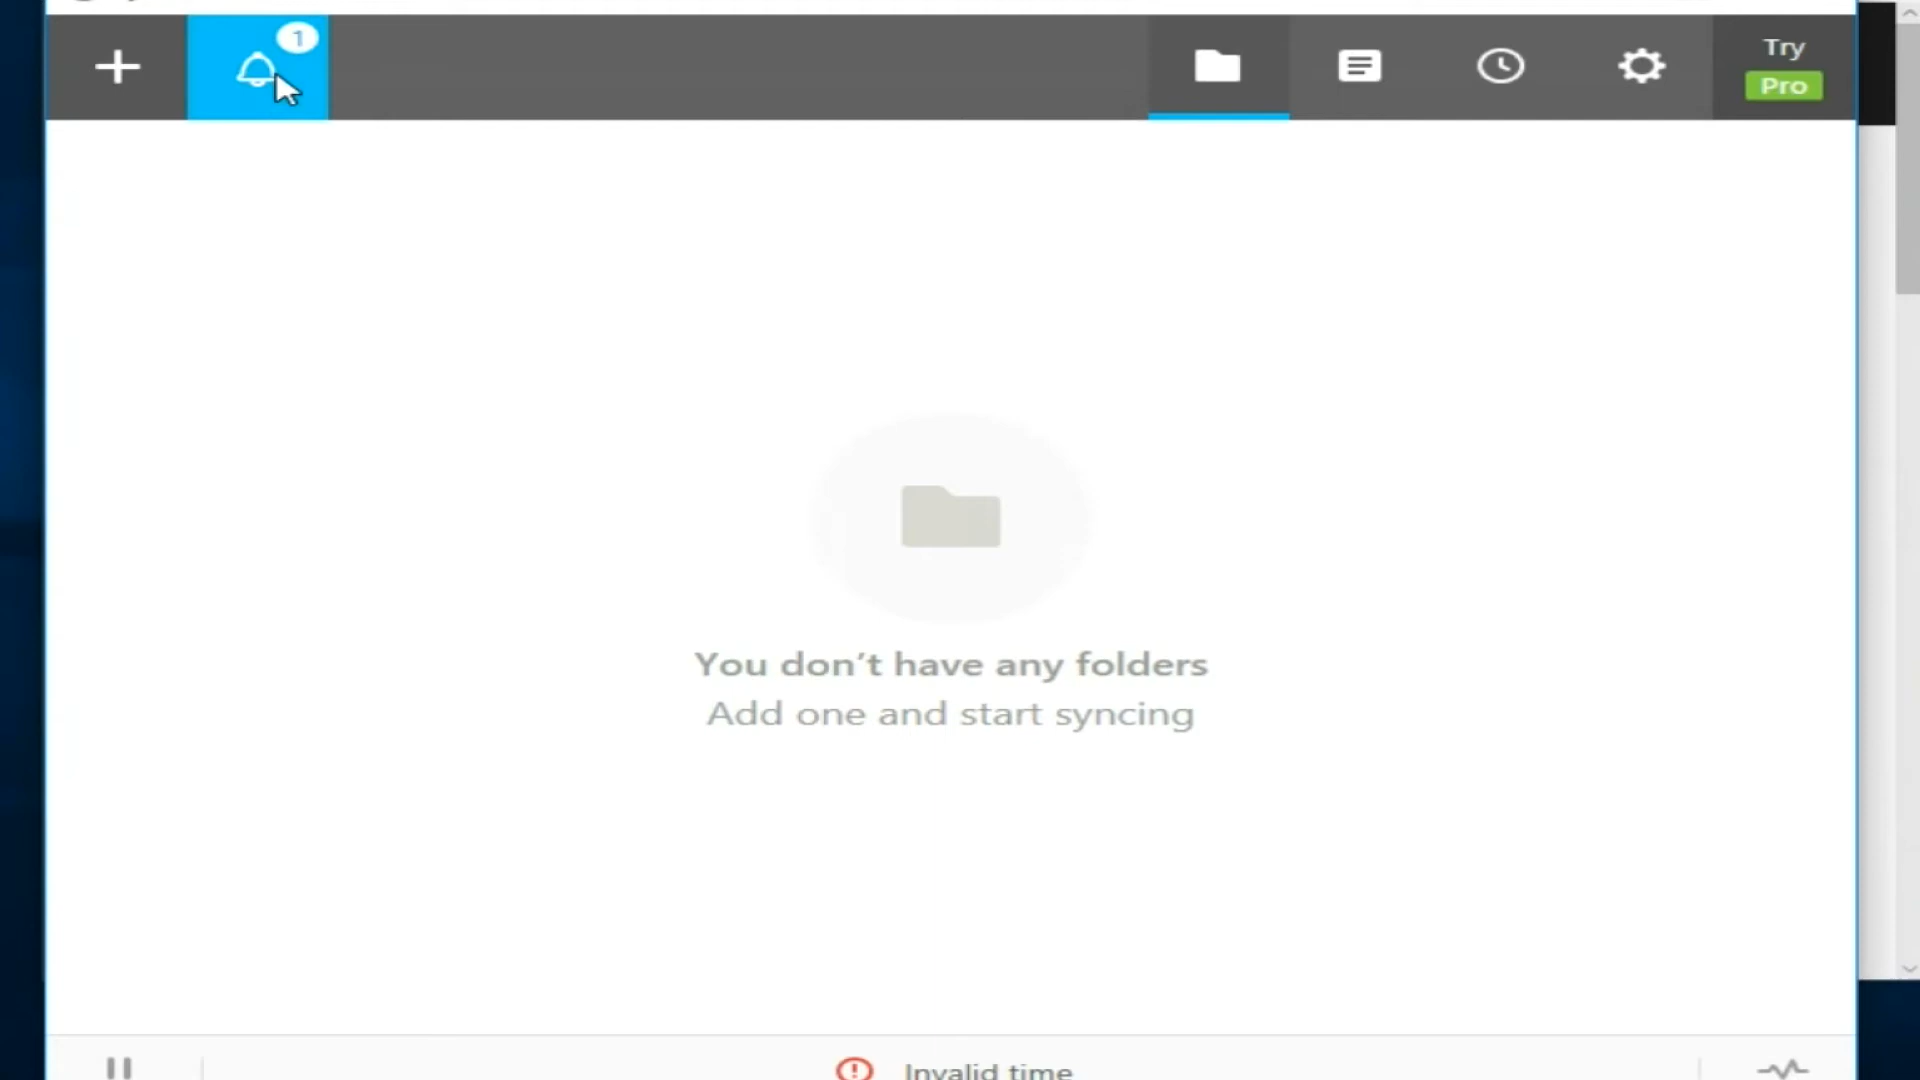 1
Try
Pro
You don't have any folders
Add one and start syncing
Invalid time